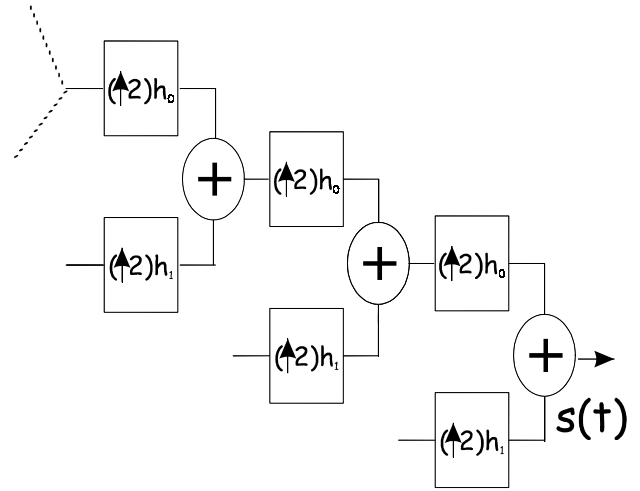 (↑2)h₀
+
(↑2)h₀
(↑2)h₁
+
(↑2)h₀
(↑2)h₁
+
s(t)
(↑2)h₁